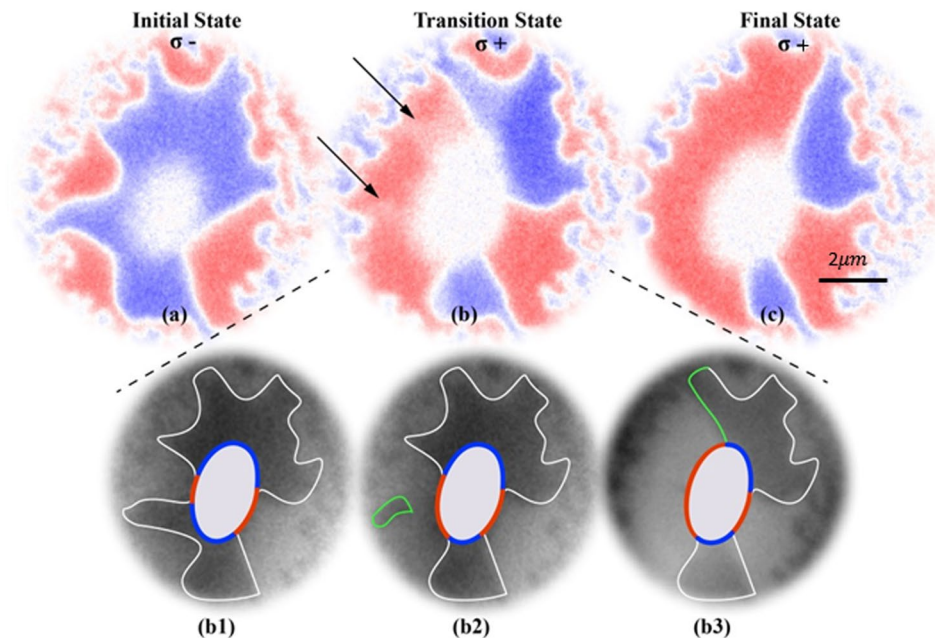 Initial State
σ -
Transition State
σ +
Final State
σ +
2μm
(a)
(b)
(c)
(b1)
(b2)
(b3)